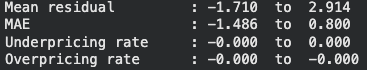 Mean residual : -1.710 to 2.914
MAE : -1.486 to 0.800
Underpricing rate : -0.000 to 0.000
Overpricing rate : -0.000 to -0.000